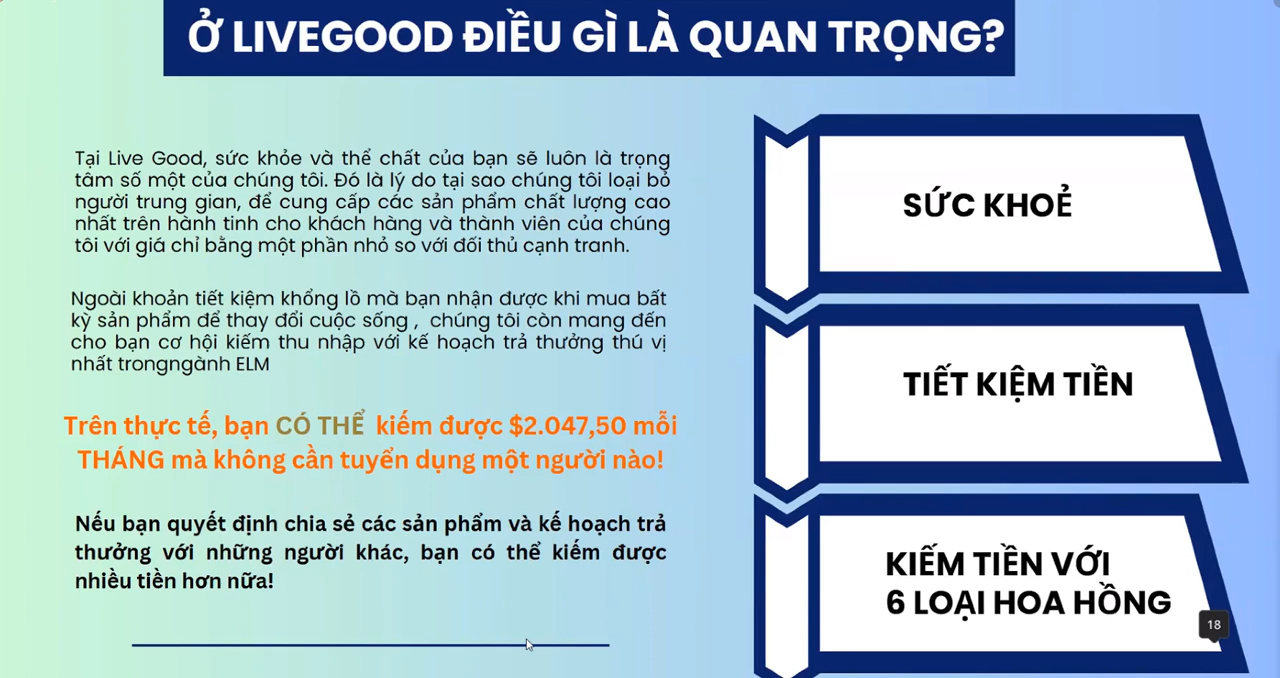 Ở LIVEGOOD ĐIỀU GÌ LÀ QUAN TRỌNG?
Tại Live Good, sức khỏe và thể chất của bạn sẽ luôn là trọng
tâm số một của chúng tôi. Đó là lý do tại sao chúng tôi loại bỏ
người trung gian, để cung cấp các sản phẩm chất lượng cao
nhất trên hành tinh cho khách hàng và thành viên của chúng
tôi với giá chỉ bằng một phần nhỏ so với đối thủ cạnh tranh.
Ngoài khoản tiết kiệm khổng lồ mà bạn nhận được khi mua bất
kỳ sản phẩm để thay đổi cuộc sống , chúng tôi còn mang đến
cho bạn cơ hội kiếm thu nhập với kế hoạch trả thưởng thú vị
nhất trongngành ELM
Trên thực tế, bạn CÓ THỂ kiếm được $2.047,50 mỗi
THÁNG mà không cần tuyển dụng một người nào!
Nếu bạn quyết định chia sẻ các sản phẩm và kế hoạch trả
thưởng với những người khác, bạn có thể kiếm được
nhiều tiền hơn nữa!
SỨC KHOẺ
TIẾT KIỆM TIỀN
KIẾM TIỀN VỚI
6 LOẠI HOA HỒNG
18